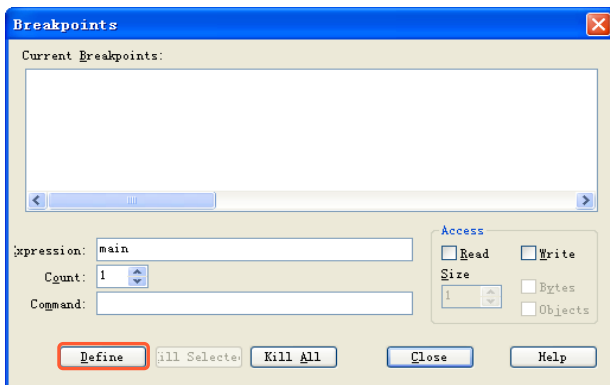 Breakpoints
Current Breakpoints:
Access
xpression: main
Read Write
Count: 1
Size
1
Bytes
Command:
Objects
Define ill Selecte Kill All Close Help